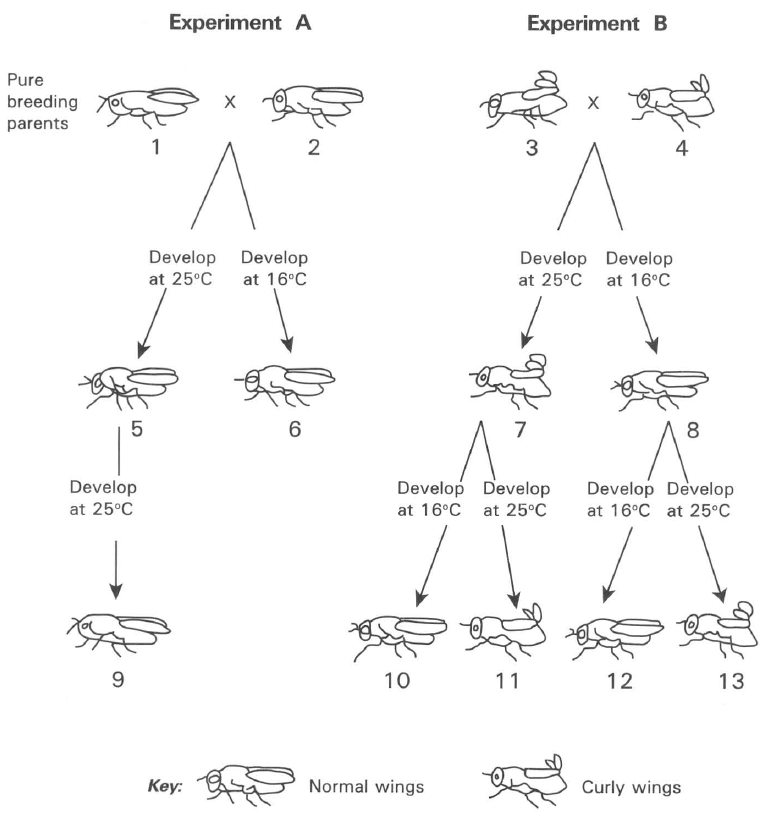 Experiment A
Experiment B
Pure
breeding
parents
x
x
1
2
3
4
Develop
at 25°C
Develop
at 16°C
Develop
at 25°C
Develop
at 16°C
5
6
7
8
Develop
at 25°C
Develop
at 16°C
Develop
at 25°C
Develop
at 16°C
Develop
at 25°C
9
10
11
12
13
Key:
Normal wings
Curly wings